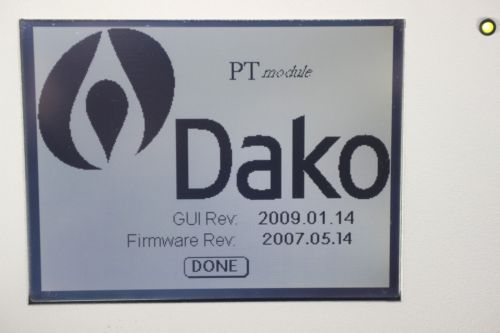 PT module
Dako
GUI Rev: 2009.01.14
Firmware Rev: 2007.05.14
DONE